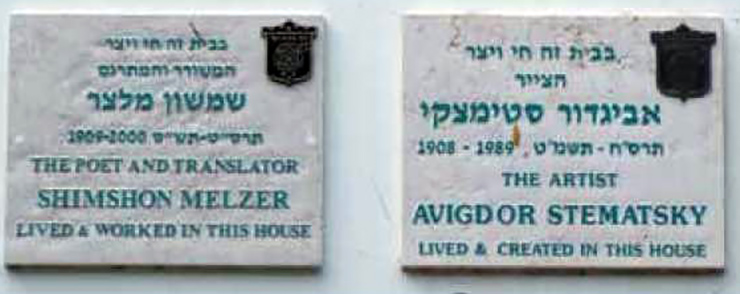 בבית זה חי ויצר
המשורר והמתרגם
שמשון מלצר
תרס״ט-תש״ס 1909-2000
THE POET AND TRANSLATOR
SHIMSHON MELZER
LIVED & WORKED IN THIS HOUSE
בבית זה חי ויצר
הצייר
אביגדור סטימצקי
תרס״ח - תשמ״ט, 1989 - 1908
THE ARTIST
AVIGDOR STEMATSKY
LIVED & CREATED IN THIS HOUSE